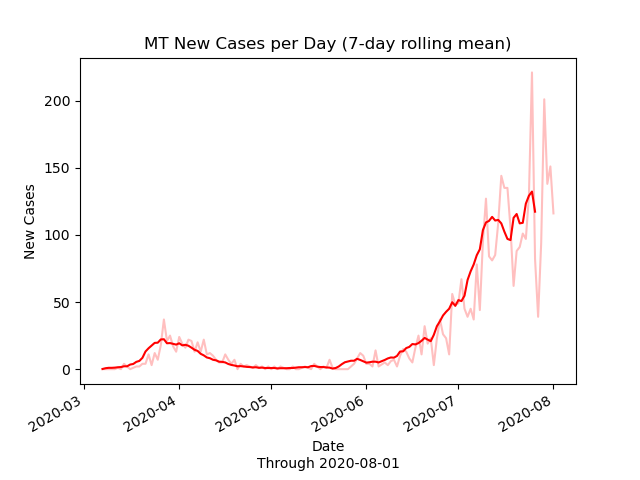 MT New Cases per Day (7-day rolling mean)
200
150
100
50
0
New Cases
2020-03
2020-04
2020-05
2020-06
2020-07
2020-08
Date
Through 2020-08-01